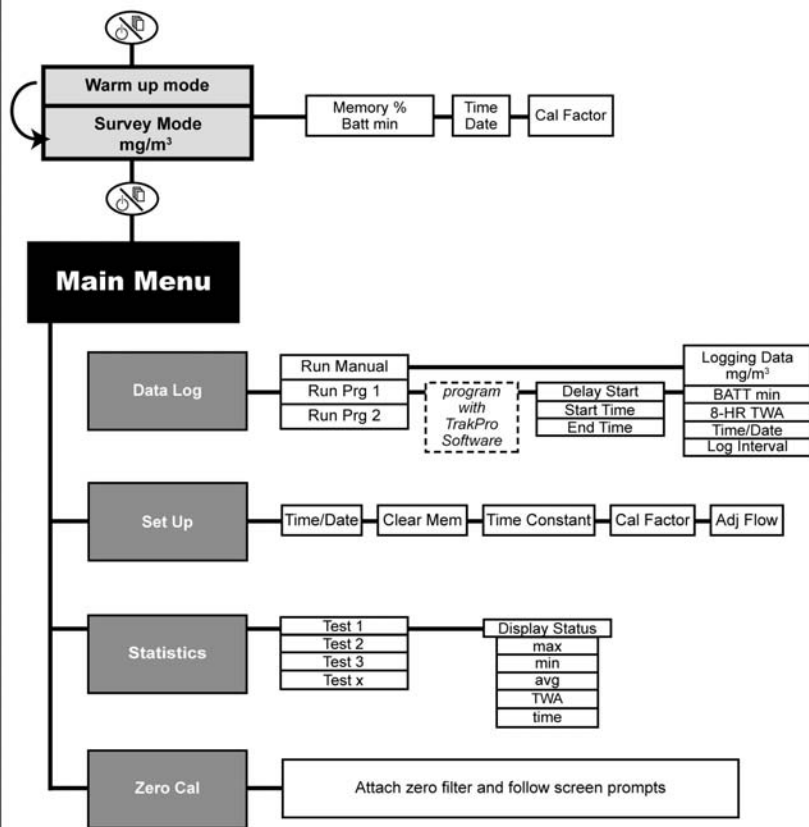 Warm up mode
Survey Mode
mg/m³
Memory %
Batt min
Time
Date
Cal Factor
Main Menu
Data Log
Run Manual
Run Prg 1
Run Prg 2
program
with
TrakPro
Software
Delay Start
Start Time
End Time
Logging Data
mg/m³
BATT min
8-HR TWA
Time/Date
Log Interval
Set Up
Time/Date
Clear Mem
Time Constant
Cal Factor
Adj Flow
Statistics
Test 1
Test 2
Test 3
Test x
Display Status
max
min
avg
TWA
time
Zero Cal
Attach zero filter and follow screen prompts